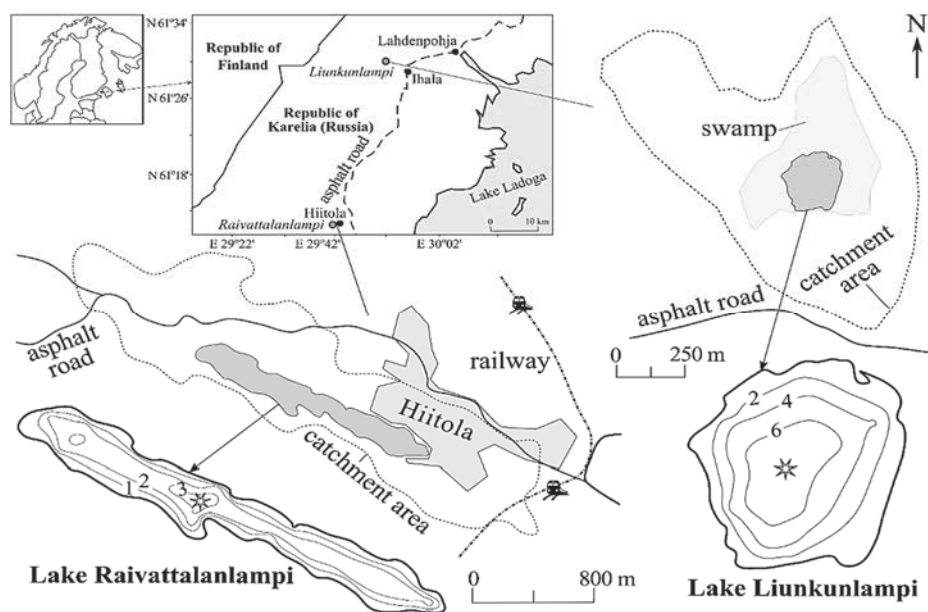 N 61°34
N 61°26
N 61°18
Republic of
Finland
Lahdenpohja
Liunkunlampi
Ihala
Republic of
Karelia (Russia)
asphalt road
Lake Ladoga
Hiitola
Raivattalanlampi
0 10 km
E 29°22 E 29°42 E 30°02
N
swamp
catchment
area
asphalt road
0 250 m
asphalt
road
railway
Hiitola
catchment area
1 2 3
Lake Raivattalanlampi
0 800 m
2 4
6
Lake Liunkunlampi